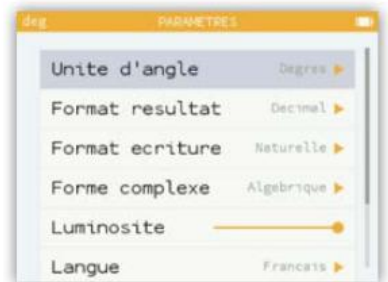 deg PARAMETRES
Unite d'angle Degres
Format resultat Decimal
Format ecriture Naturelle
Forme complexe Algebrique
Luminosite
Langue Francais